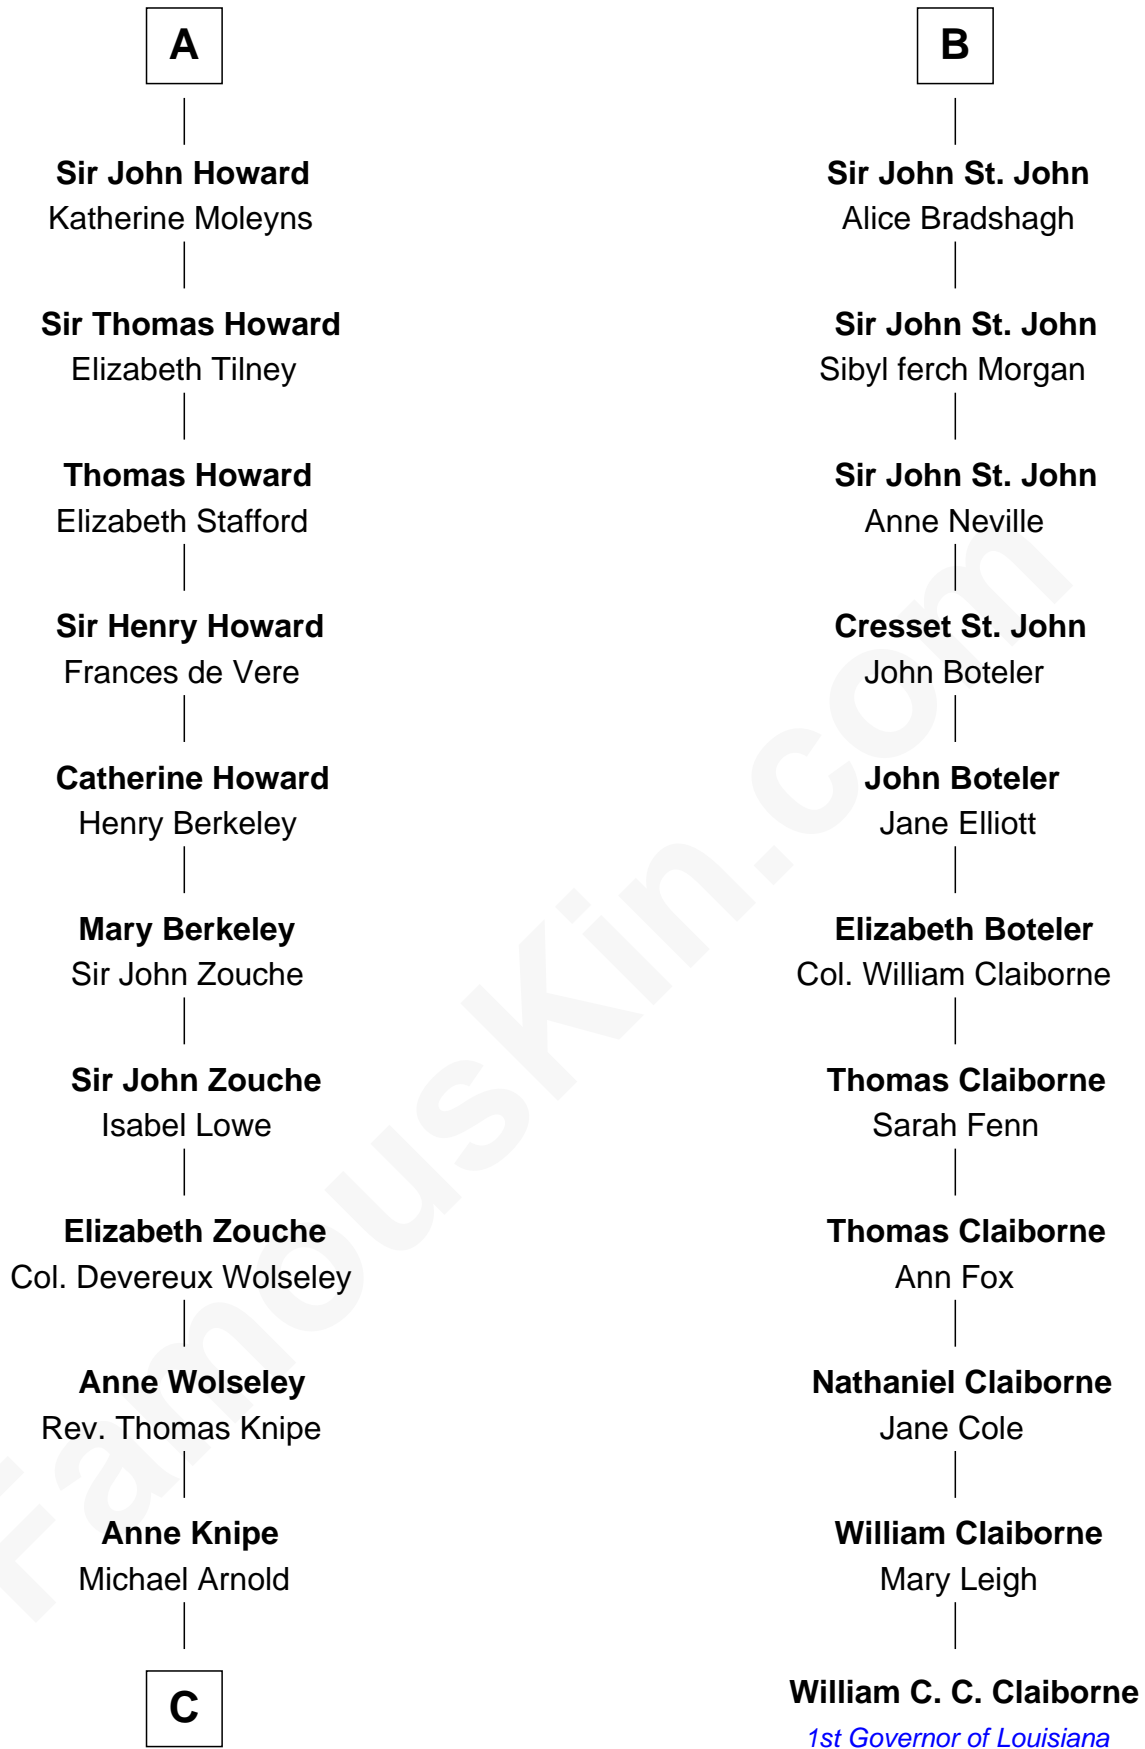 A
Sir John Howard
Katherine Moleyns
Sir Thomas Howard
Elizabeth Tilney
Thomas Howard
Elizabeth Stafford
Sir Henry Howard
Frances de Vere
Catherine Howard
Henry Berkeley
Mary Berkeley
Sir John Zouche
Sir John Zouche
Isabel Lowe
Elizabeth Zouche
Col. Devereux Wolseley
Anne Wolseley
Rev. Thomas Knipe
Anne Knipe
Michael Arnold
C
B
Sir John St. John
Alice Bradshagh
Sir John St. John
Sibyl ferch Morgan
Sir John St. John
Anne Neville
Cresset St. John
John Boteler
John Boteler
Jane Elliott
Elizabeth Boteler
Col. William Claiborne
Thomas Claiborne
Sarah Fenn
Thomas Claiborne
Ann Fox
Nathaniel Claiborne
Jane Cole
William Claiborne
Mary Leigh
William C. C. Claiborne
1st Governor of Louisiana
FamousKin.com